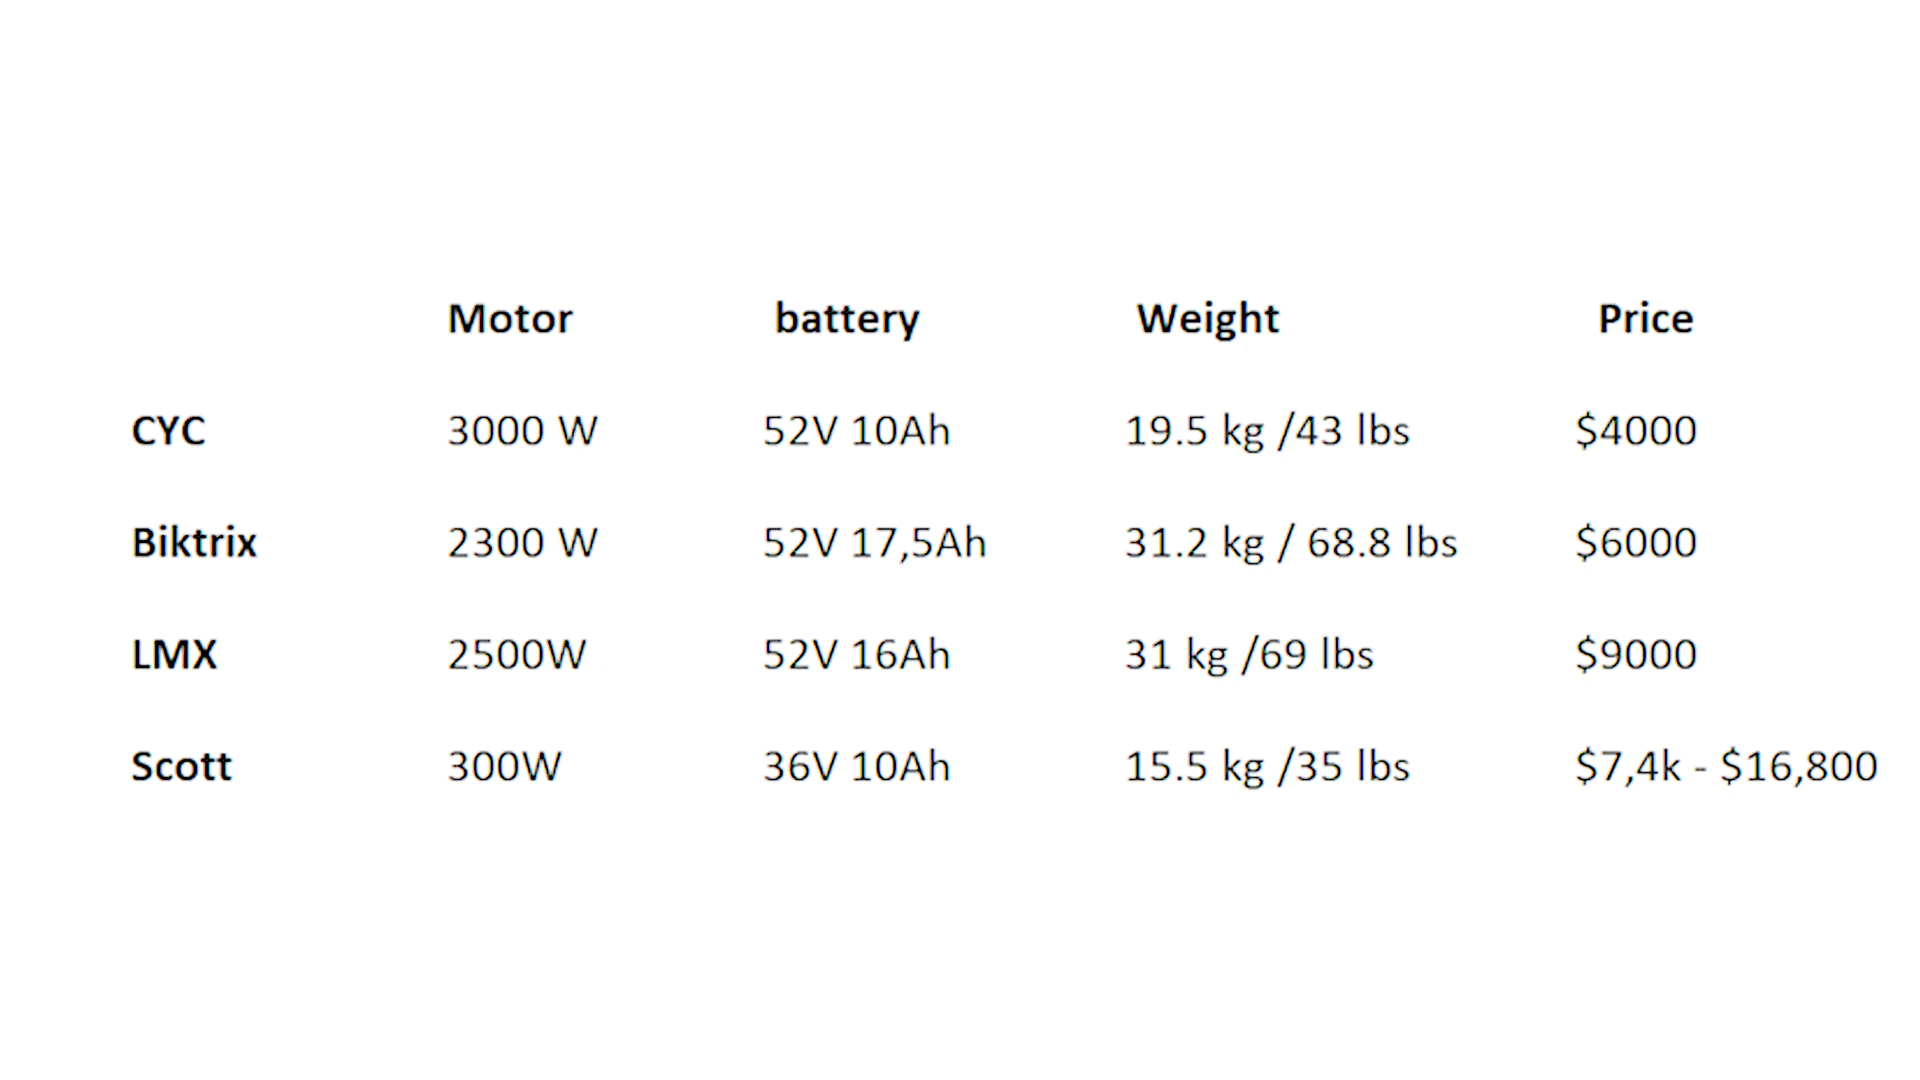 Motor battery Weight Price
CYC 3000 W 52V 10Ah 19.5 kg /43 lbs $4000
Biktrix 2300 W 52V 17,5Ah 31.2 kg / 68.8 lbs $6000
LMX 2500W 52V 16Ah 31 kg /69 lbs $9000
Scott 300W 36V 10Ah 15.5 kg /35 lbs $7,4k - $16,800